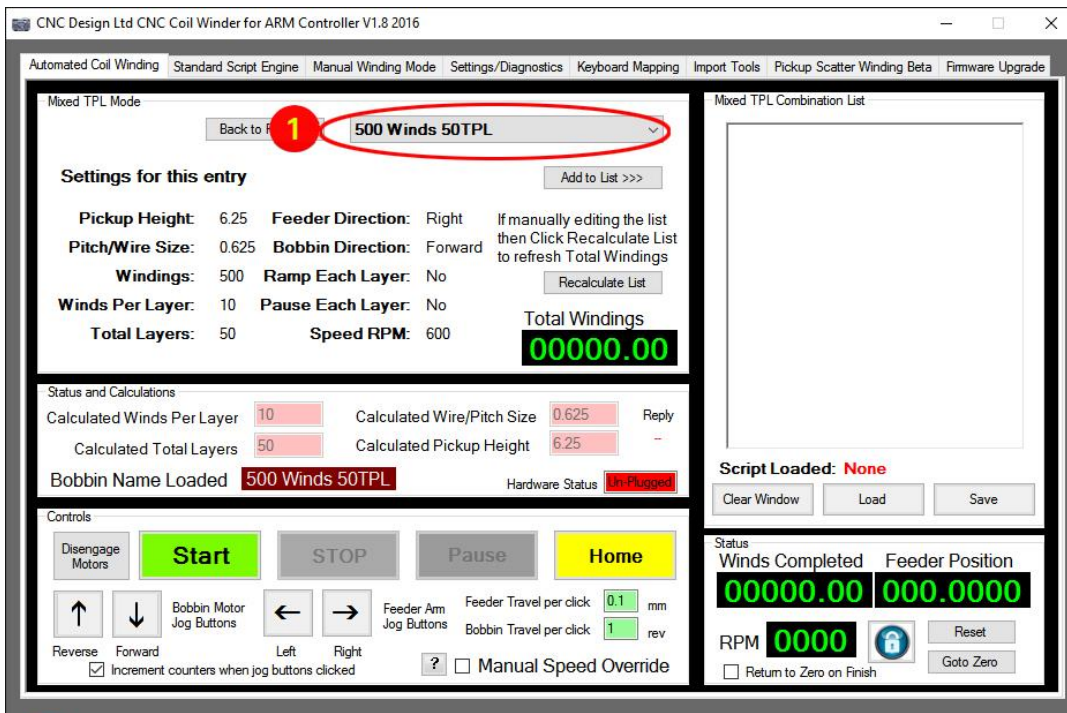 CNC Design Ltd CNC Coil Winder for ARM Controller V1.8 2016
Automated Coil Winding
Standard Script Engine
Manual Winding Mode
Settings/Diagnostics
Keyboard Mapping
Import Tools
Pickup Scatter Winding Beta
Firmware Upgrade
Mixed TPL Mode
Back to
1
500 Winds 50TPL
Settings for this entry
Add to List >>>
Pickup Height: 6.25
Feeder Direction: Right
Pitch/Wire Size: 0.625
Bobbin Direction: Forward
Windings: 500
Ramp Each Layer: No
Winds Per Layer: 10
Pause Each Layer: No
Total Layers: 50
Speed RPM: 600
If manually editing the list
then Click Recalculate List
to refresh Total Windings
Recalculate List
Total Windings
00000.00
Status and Calculations
Calculated Winds Per Layer 10
Calculated Wire/Pitch Size 0.625
Reply
Calculated Total Layers 50
Calculated Pickup Height 6.25
--
Bobbin Name Loaded 500 Winds 50TPL
Hardware Status Un-Plugged
Controls
Disengage
Motors
Start
STOP
Pause
Home
↑
↓
Bobbin Motor
Jog Buttons
←
→
Feeder Arm
Jog Buttons
Feeder Travel per click 0.1 mm
Bobbin Travel per click 1 rev
Reverse
Forward
Left
Right
Increment counters when jog buttons clicked
?
Manual Speed Override
Mixed TPL Combination List
Script Loaded: None
Clear Window
Load
Save
Status
Winds Completed
Feeder Position
00000.00
000.0000
RPM 0000
Reset
Goto Zero
Return to Zero on Finish